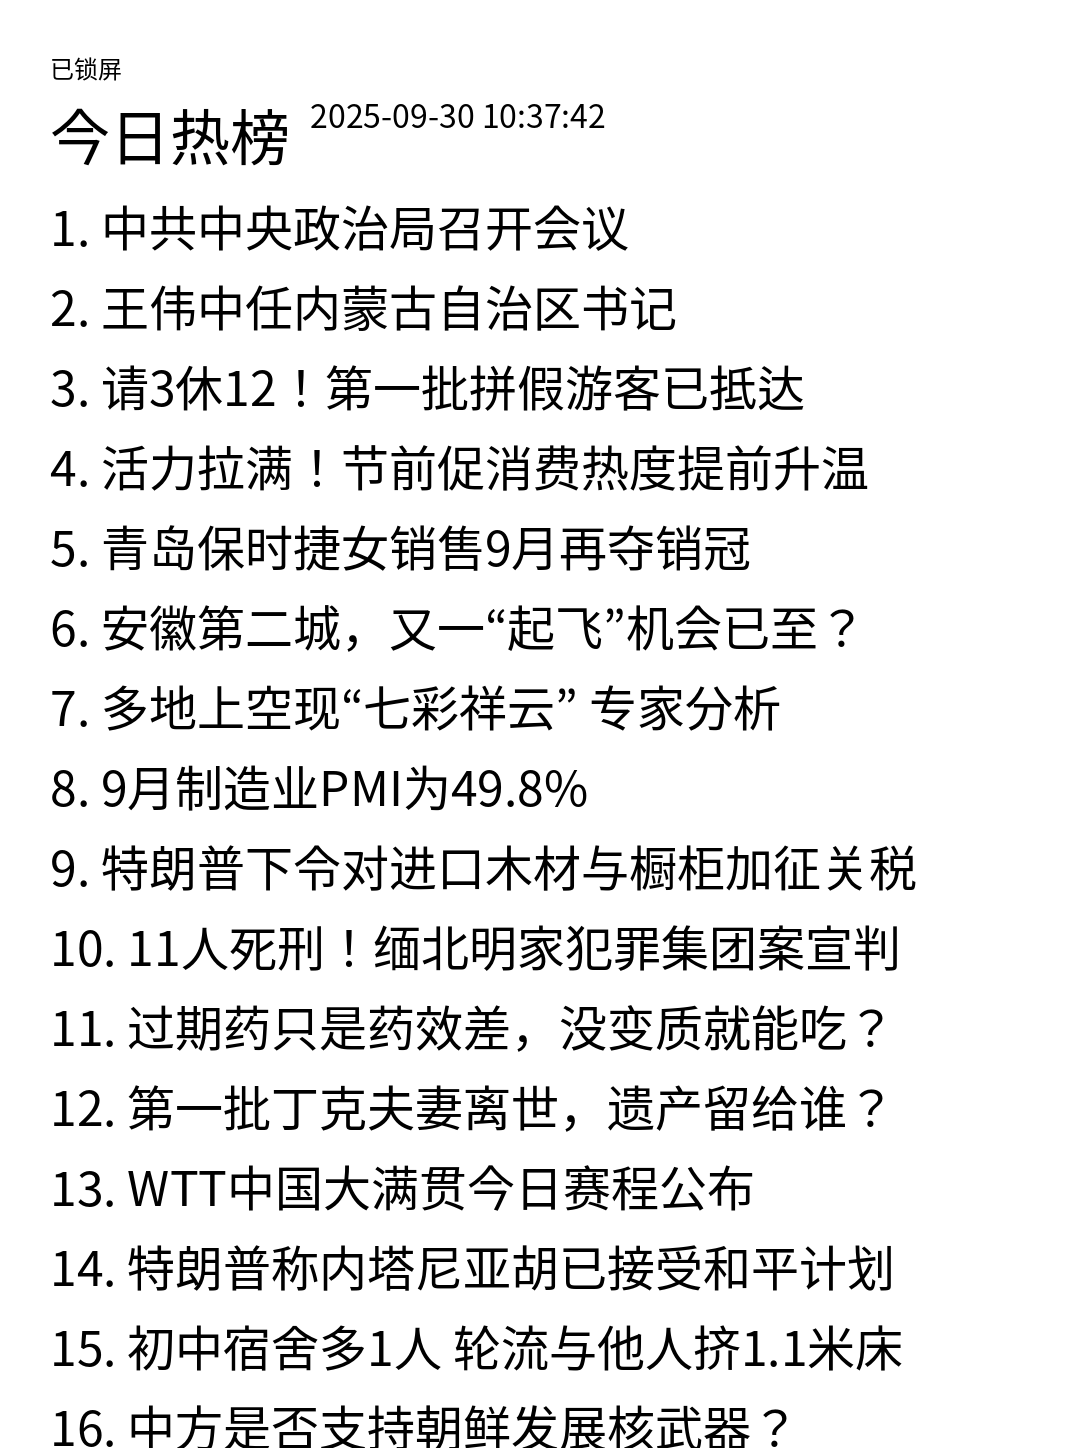 已锁屏
今日热榜 2025-09-30 10:37:42
1. 中共中央政治局召开会议
2. 王伟中任内蒙古自治区书记
3. 请3休12！第一批拼假游客已抵达
4. 活力拉满！节前促消费热度提前升温
5. 青岛保时捷女销售9月再夺销冠
6. 安徽第二城，又一“起飞”机会已至？
7. 多地上空现“七彩祥云” 专家分析
8. 9月制造业PMI为49.8%
9. 特朗普下令对进口木材与橱柜加征关税
10. 11人死刑！缅北明家犯罪集团案宣判
11. 过期药只是药效差，没变质就能吃？
12. 第一批丁克夫妻离世，遗产留给谁？
13. WTT中国大满贯今日赛程公布
14. 特朗普称内塔尼亚胡已接受和平计划
15. 初中宿舍多1人 轮流与他人挤1.1米床
16. 中方是否支持朝鲜发展核武器？